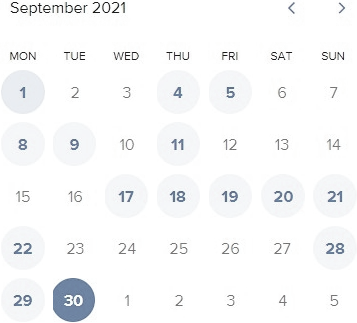 September 2021 < >
MON TUE WED THU FRI SAT SUN
1 2 3 4 5 6 7
8 9 10 11 12 13 14
15 16 17 18 19 20 21
22 23 24 25 26 27 28
29 30 1 2 3 4 5